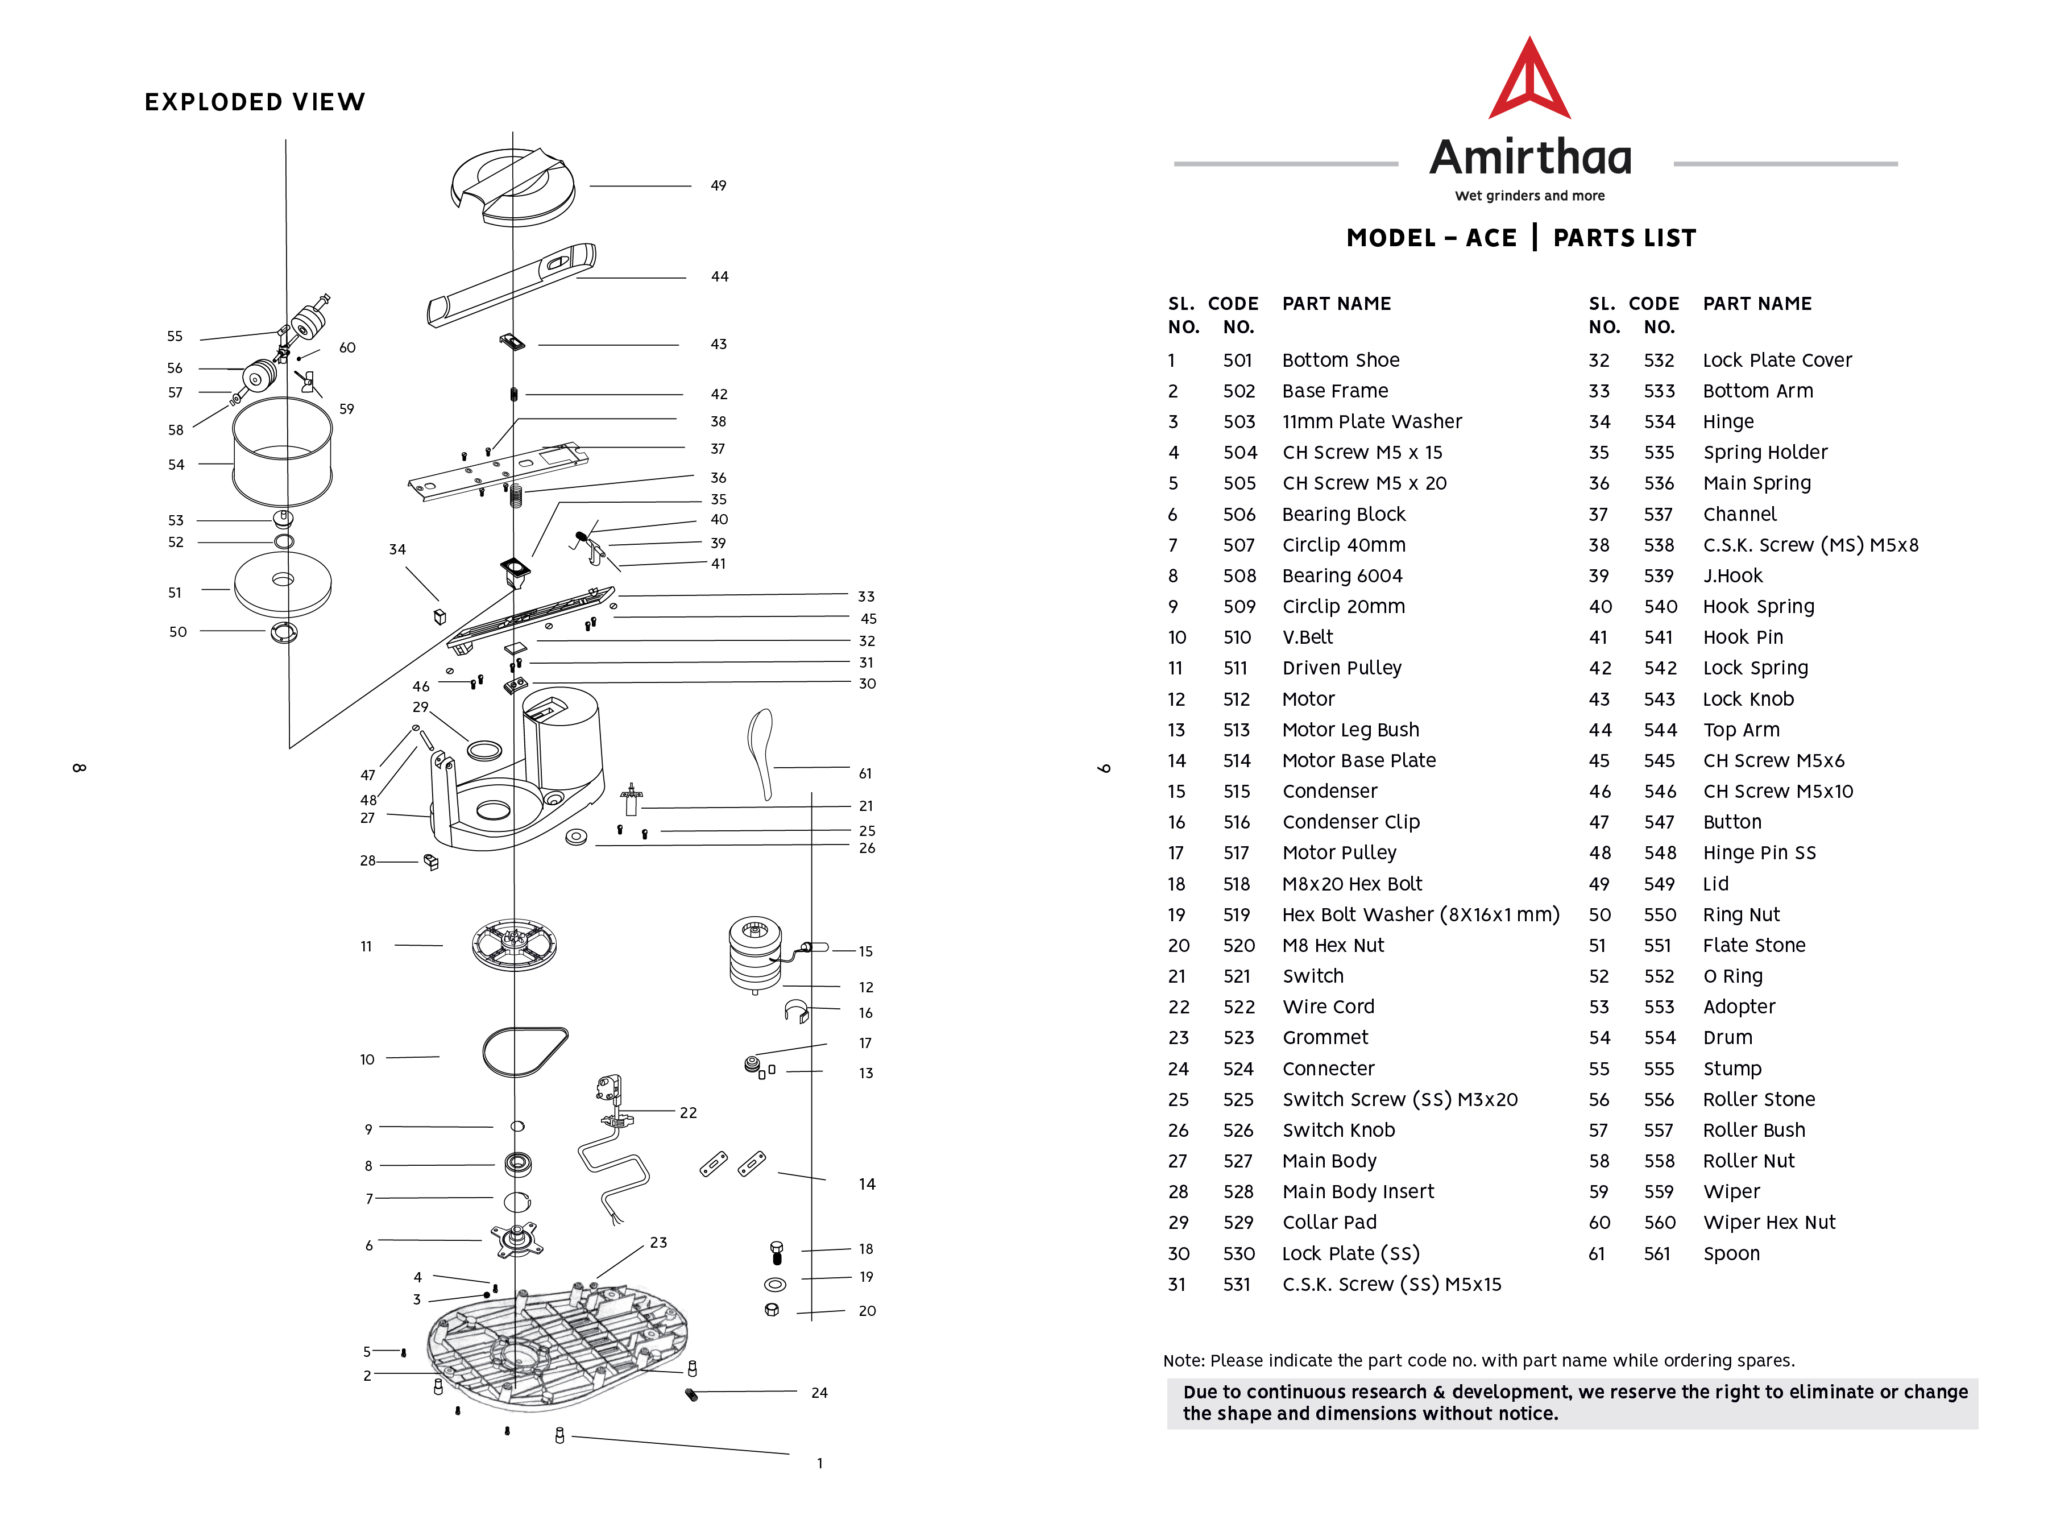 EXPLODED VIEW
49
44
55
60
43
56
57
42
59
38
58
37
54
36
35
53
40
52
34
39
41
51
33
45
50
32
31
46
30
29
47
61
48
21
27
25
26
28
11
15
12
16
17
10
13
22
9
8
14
7
6
23
18
4
19
3
20
5
2
24
1
8
Amirthaa
Wet grinders and more
MODEL – ACE | PARTS LIST
SL. NO. CODE NO. PART NAME
1 501 Bottom Shoe
2 502 Base Frame
3 503 11mm Plate Washer
4 504 CH Screw M5 x 15
5 505 CH Screw M5 x 20
6 506 Bearing Block
7 507 Circlip 40mm
8 508 Bearing 6004
9 509 Circlip 20mm
10 510 V.Belt
11 511 Driven Pulley
12 512 Motor
13 513 Motor Leg Bush
14 514 Motor Base Plate
15 515 Condenser
16 516 Condenser Clip
17 517 Motor Pulley
18 518 M8x20 Hex Bolt
19 519 Hex Bolt Washer (8X16x1 mm)
20 520 M8 Hex Nut
21 521 Switch
22 522 Wire Cord
23 523 Grommet
24 524 Connecter
25 525 Switch Screw (SS) M3x20
26 526 Switch Knob
27 527 Main Body
28 528 Main Body Insert
29 529 Collar Pad
30 530 Lock Plate (SS)
31 531 C.S.K. Screw (SS) M5x15
SL. NO. CODE NO. PART NAME
32 532 Lock Plate Cover
33 533 Bottom Arm
34 534 Hinge
35 535 Spring Holder
36 536 Main Spring
37 537 Channel
38 538 C.S.K. Screw (MS) M5x8
39 539 J.Hook
40 540 Hook Spring
41 541 Hook Pin
42 542 Lock Spring
43 543 Lock Knob
44 544 Top Arm
45 545 CH Screw M5x6
46 546 CH Screw M5x10
47 547 Button
48 548 Hinge Pin SS
49 549 Lid
50 550 Ring Nut
51 551 Flate Stone
52 552 O Ring
53 553 Adopter
54 554 Drum
55 555 Stump
56 556 Roller Stone
57 557 Roller Bush
58 558 Roller Nut
59 559 Wiper
60 560 Wiper Hex Nut
61 561 Spoon
Note: Please indicate the part code no. with part name while ordering spares.
Due to continuous research & development, we reserve the right to eliminate or change
the shape and dimensions without notice.
9